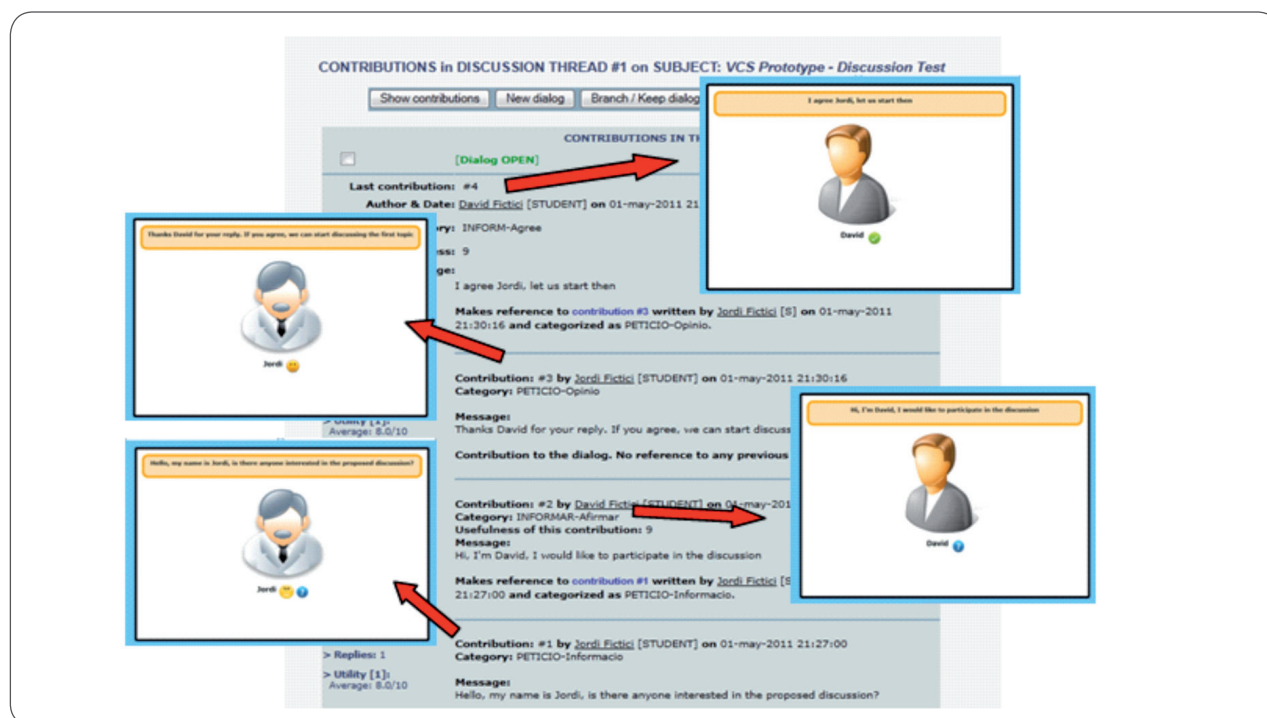 CONTRIBUTIONS in DISCUSSION THREAD #1 on SUBJECT: VCS Prototype - Discussion Test
Show contributions New dialog Branch / Keep dialog
I agree Jordi, let us start then
David
CONTRIBUTIONS IN TH
[Dialog OPEN]
Last contribution: #4
Author & Date: David Fictici [STUDENT] on 01-may-2011 21
ry: INFORM-Agree
ss: 9
ge:
I agree Jordi, let us start then
Makes reference to contribution #3 written by Jordi Fictici [S] on 01-may-2011
21:30:16 and categorized as PETICIO-Opinio.
Thanks David for your reply. If you agree, we can start discussing the first topic
Jordi
Contribution: #3 by Jordi Fictici [STUDENT] on 01-may-2011 21:30:16
Category: PETICIO-Opinio
> Utility [1]:
Average: 8.0/10
Message:
Thanks David for your reply. If you agree, we can start discuss
Contribution to the dialog. No reference to any previous
Hi, I'm David, I would like to participate in the discussion
David
Hello, my name is Jordi, is there anyone interested in the proposed discussion?
Jordi
Contribution: #2 by David Fictici [STUDENT] on 01-may-201
Category: INFORMAR-Afirmar
Usefulness of this contribution: 9
Message:
Hi, I'm David, I would like to participate in the discussion
Makes reference to contribution #1 written by Jordi Fictici [S
21:27:00 and categorized as PETICIO-Informacio.
Contribution: #1 by Jordi Fictici [STUDENT] on 01-may-2011 21:27:00
Category: PETICIO-Informacio
> Replies: 1
> Utility [1]:
Average: 8.0/10
Message:
Hello, my name is Jordi, is there anyone interested in the proposed discussion?